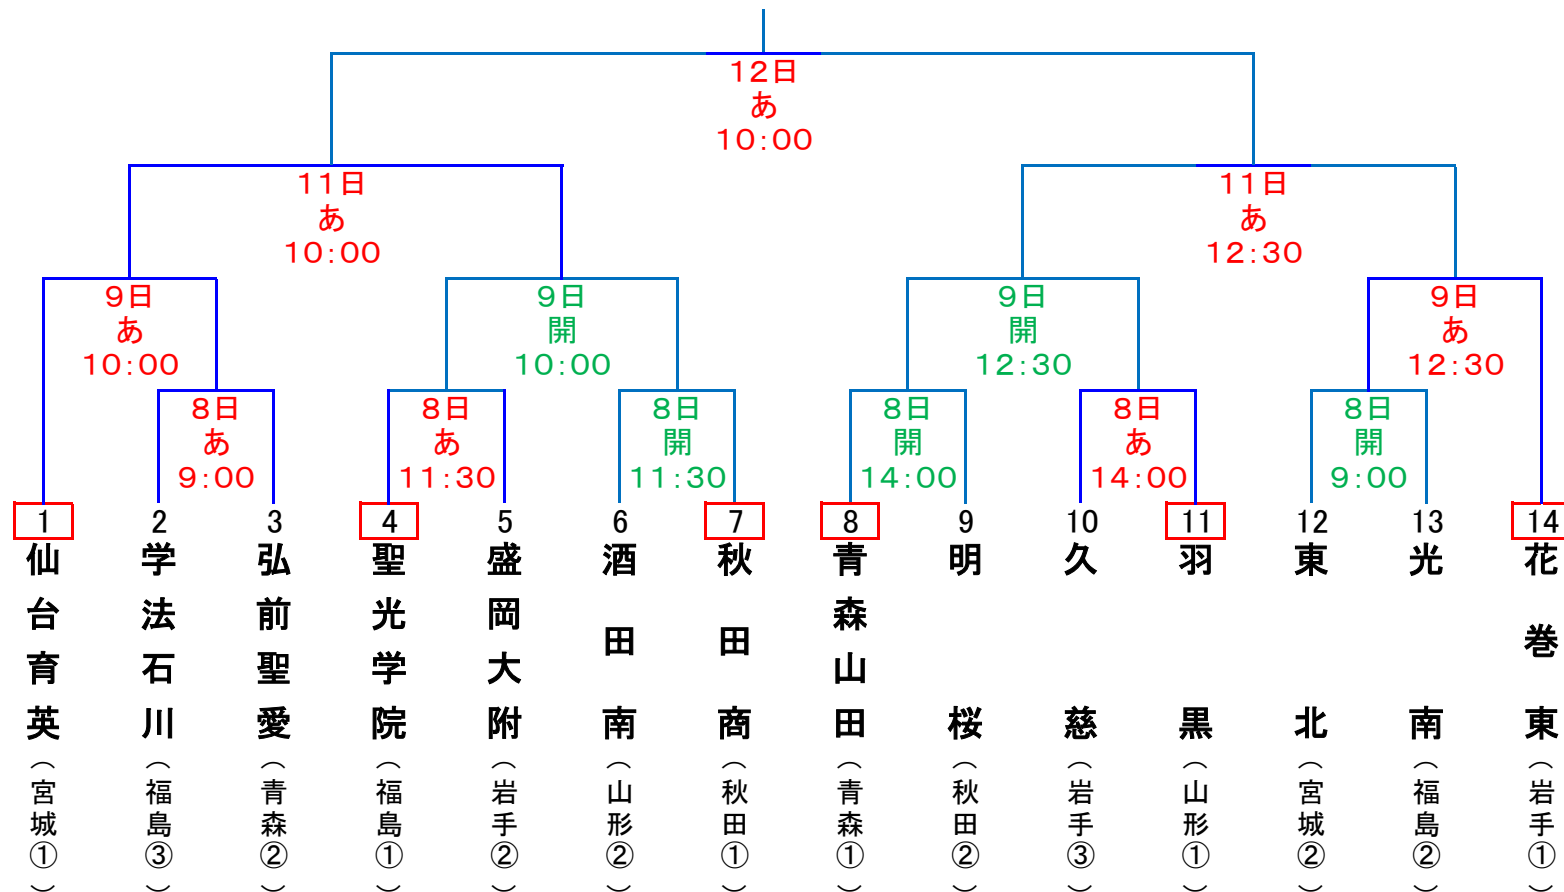 12日
あ
10:00
11日
あ
10:00
11日
あ
12:30
9日
あ
10:00
9日
開
10:00
9日
開
12:30
9日
あ
12:30
8日
あ
9:00
8日
あ
11:30
8日
開
11:30
8日
開
14:00
8日
あ
14:00
8日
開
9:00
1
仙台育英
(宮城①)
2
学法石川
(福島③)
3
弘前聖愛
(青森②)
4
聖光学院
(福島①)
5
盛岡大附
(岩手②)
6
酒田南
(山形②)
7
秋田商
(秋田①)
8
青森山田
(青森①)
9
明桜
(秋田②)
10
久慈
(岩手③)
11
羽黒
(山形①)
12
東北
(宮城②)
13
光南
(福島②)
14
花巻東
(岩手①)